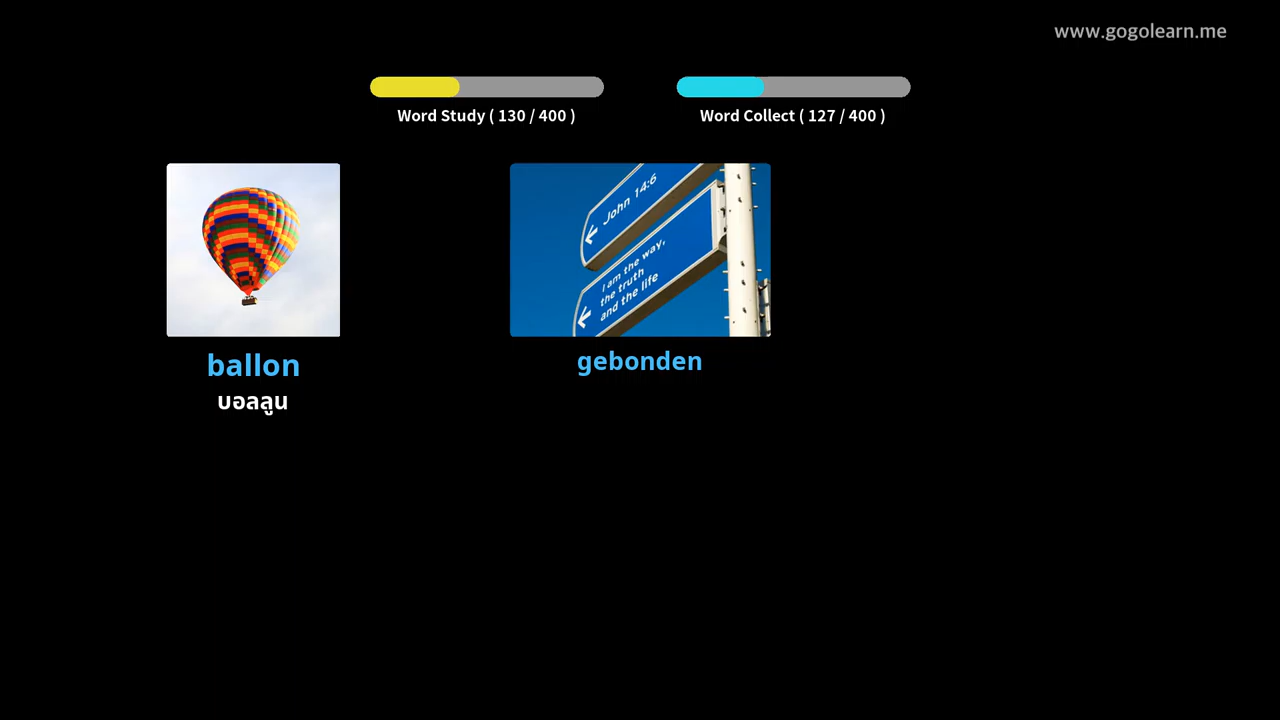 www.gogolearn.me
Word Study ( 130 / 400 )
Word Collect ( 127 / 400 )
John 14:6
I am the way,
the truth
and the life
ballon
บอลลูน
gebonden